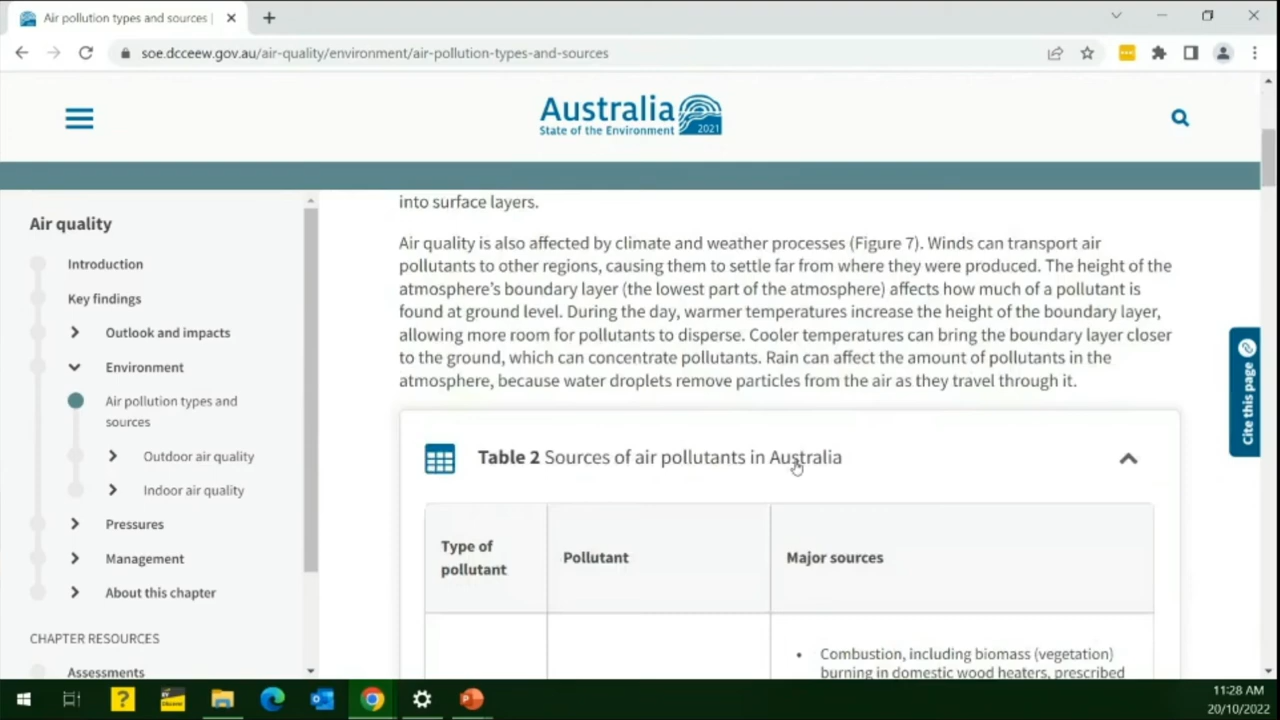 Air pollution types and sources |
soe.dcceew.gov.au/air-quality/environment/air-pollution-types-and-sources
Australia
State of the Environment 2021
Air quality
Introduction
Key findings
Outlook and impacts
Environment
Air pollution types and
sources
Outdoor air quality
Indoor air quality
Pressures
Management
About this chapter
CHAPTER RESOURCES
Assessments
into surface layers.
Air quality is also affected by climate and weather processes (Figure 7). Winds can transport air
pollutants to other regions, causing them to settle far from where they were produced. The height of the
atmosphere's boundary layer (the lowest part of the atmosphere) affects how much of a pollutant is
found at ground level. During the day, warmer temperatures increase the height of the boundary layer,
allowing more room for pollutants to disperse. Cooler temperatures can bring the boundary layer closer
to the ground, which can concentrate pollutants. Rain can affect the amount of pollutants in the
atmosphere, because water droplets remove particles from the air as they travel through it.
Table 2 Sources of air pollutants in Australia
Type of
pollutant
Pollutant
Major sources
• Combustion, including biomass (vegetation)
burning in domestic wood heaters, prescribed
Cite this page
11:28 AM
20/10/2022